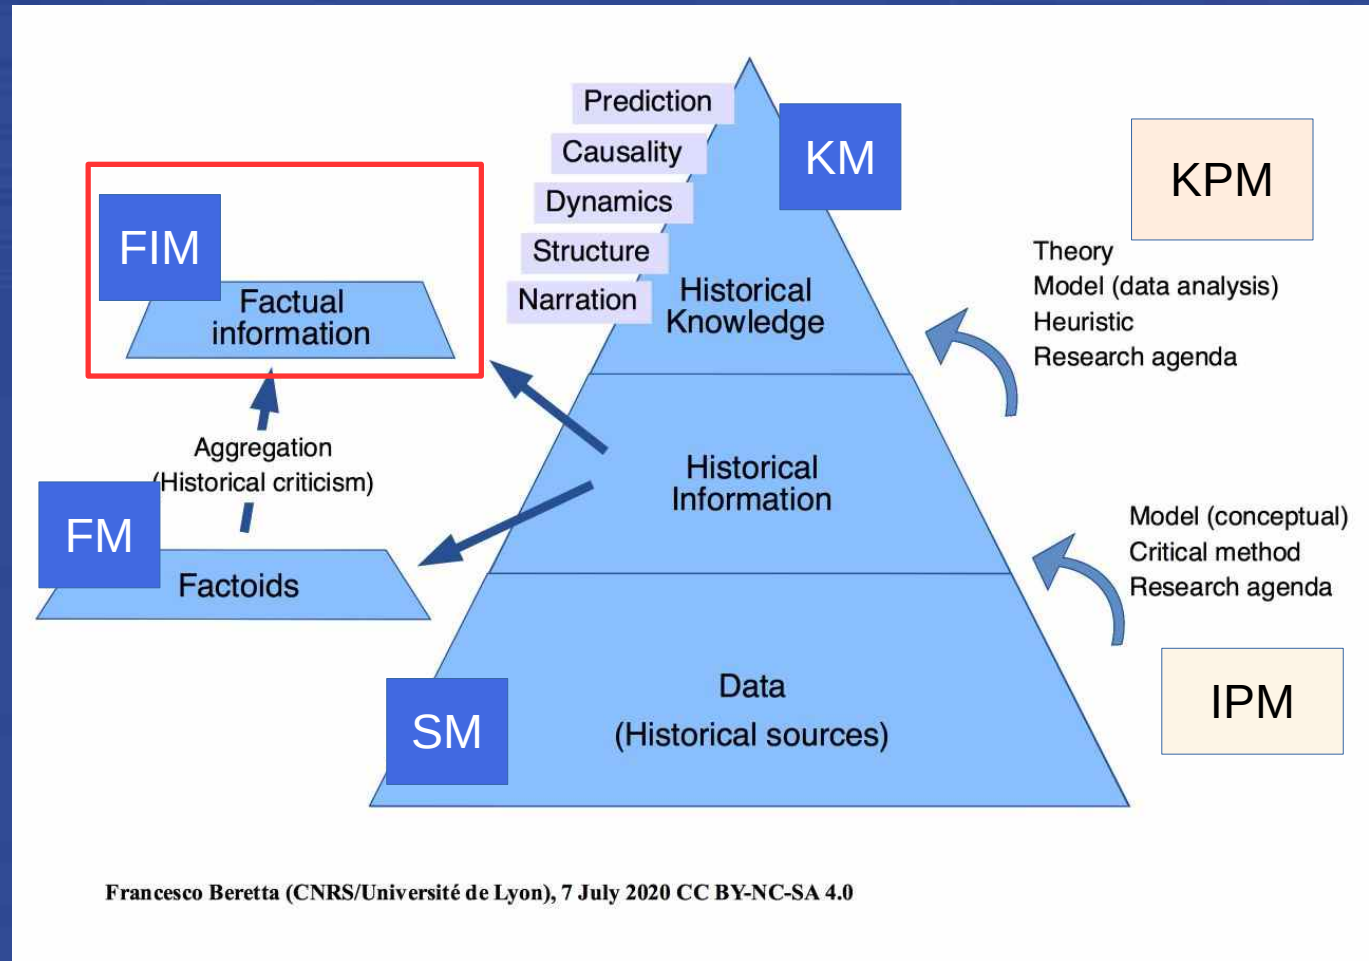 Prediction
Causality
Dynamics
Structure
Narration
KM
KPM
FIM
Factual
information
Historical
Knowledge
Theory
Model (data analysis)
Heuristic
Research agenda
Aggregation
(Historical criticism)
Historical
Information
FM
Factoids
Model (conceptual)
Critical method
Research agenda
SM
Data
(Historical sources)
IPM
Francesco Beretta (CNRS/Université de Lyon), 7 July 2020 CC BY-NC-SA 4.0